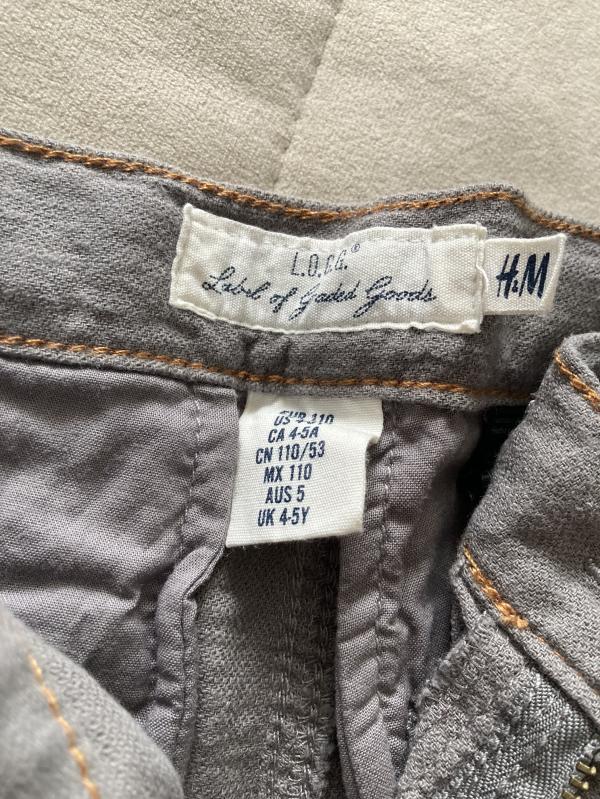 L.O.G.G.®
Label of Graded Goods
H&M
CA 4-5A
CN 110/53
MX 110
AUS 5
UK 4-5Y